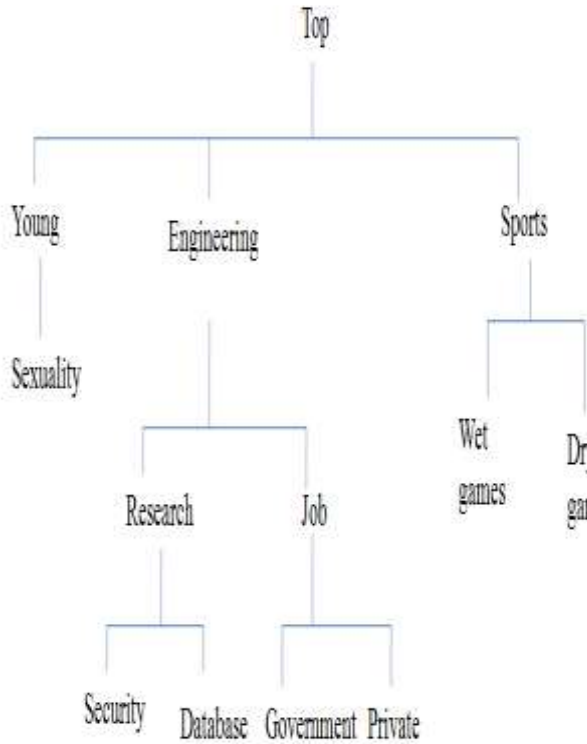 Top
Young
Engineering
Sports
Sexuality
Wet
games
Research
Job
Security
Database
Government
Private